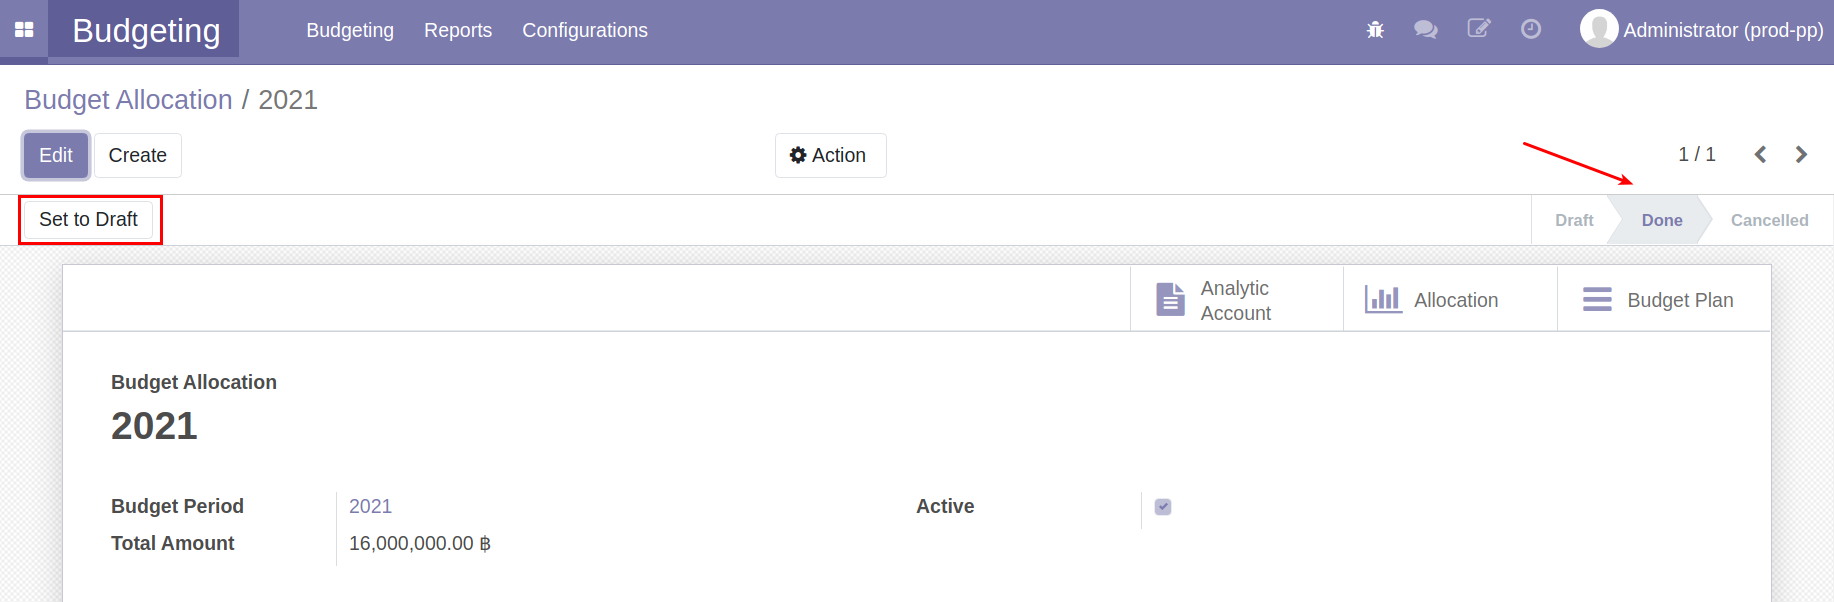 Budgeting Budgeting Reports Configurations Administrator (prod-pp)
Budget Allocation / 2021
Edit Create Action 1 / 1
Set to Draft Draft Done Cancelled
Analytic Account Allocation Budget Plan
Budget Allocation
2021
Budget Period 2021 Active
Total Amount 16,000,000.00 ฿